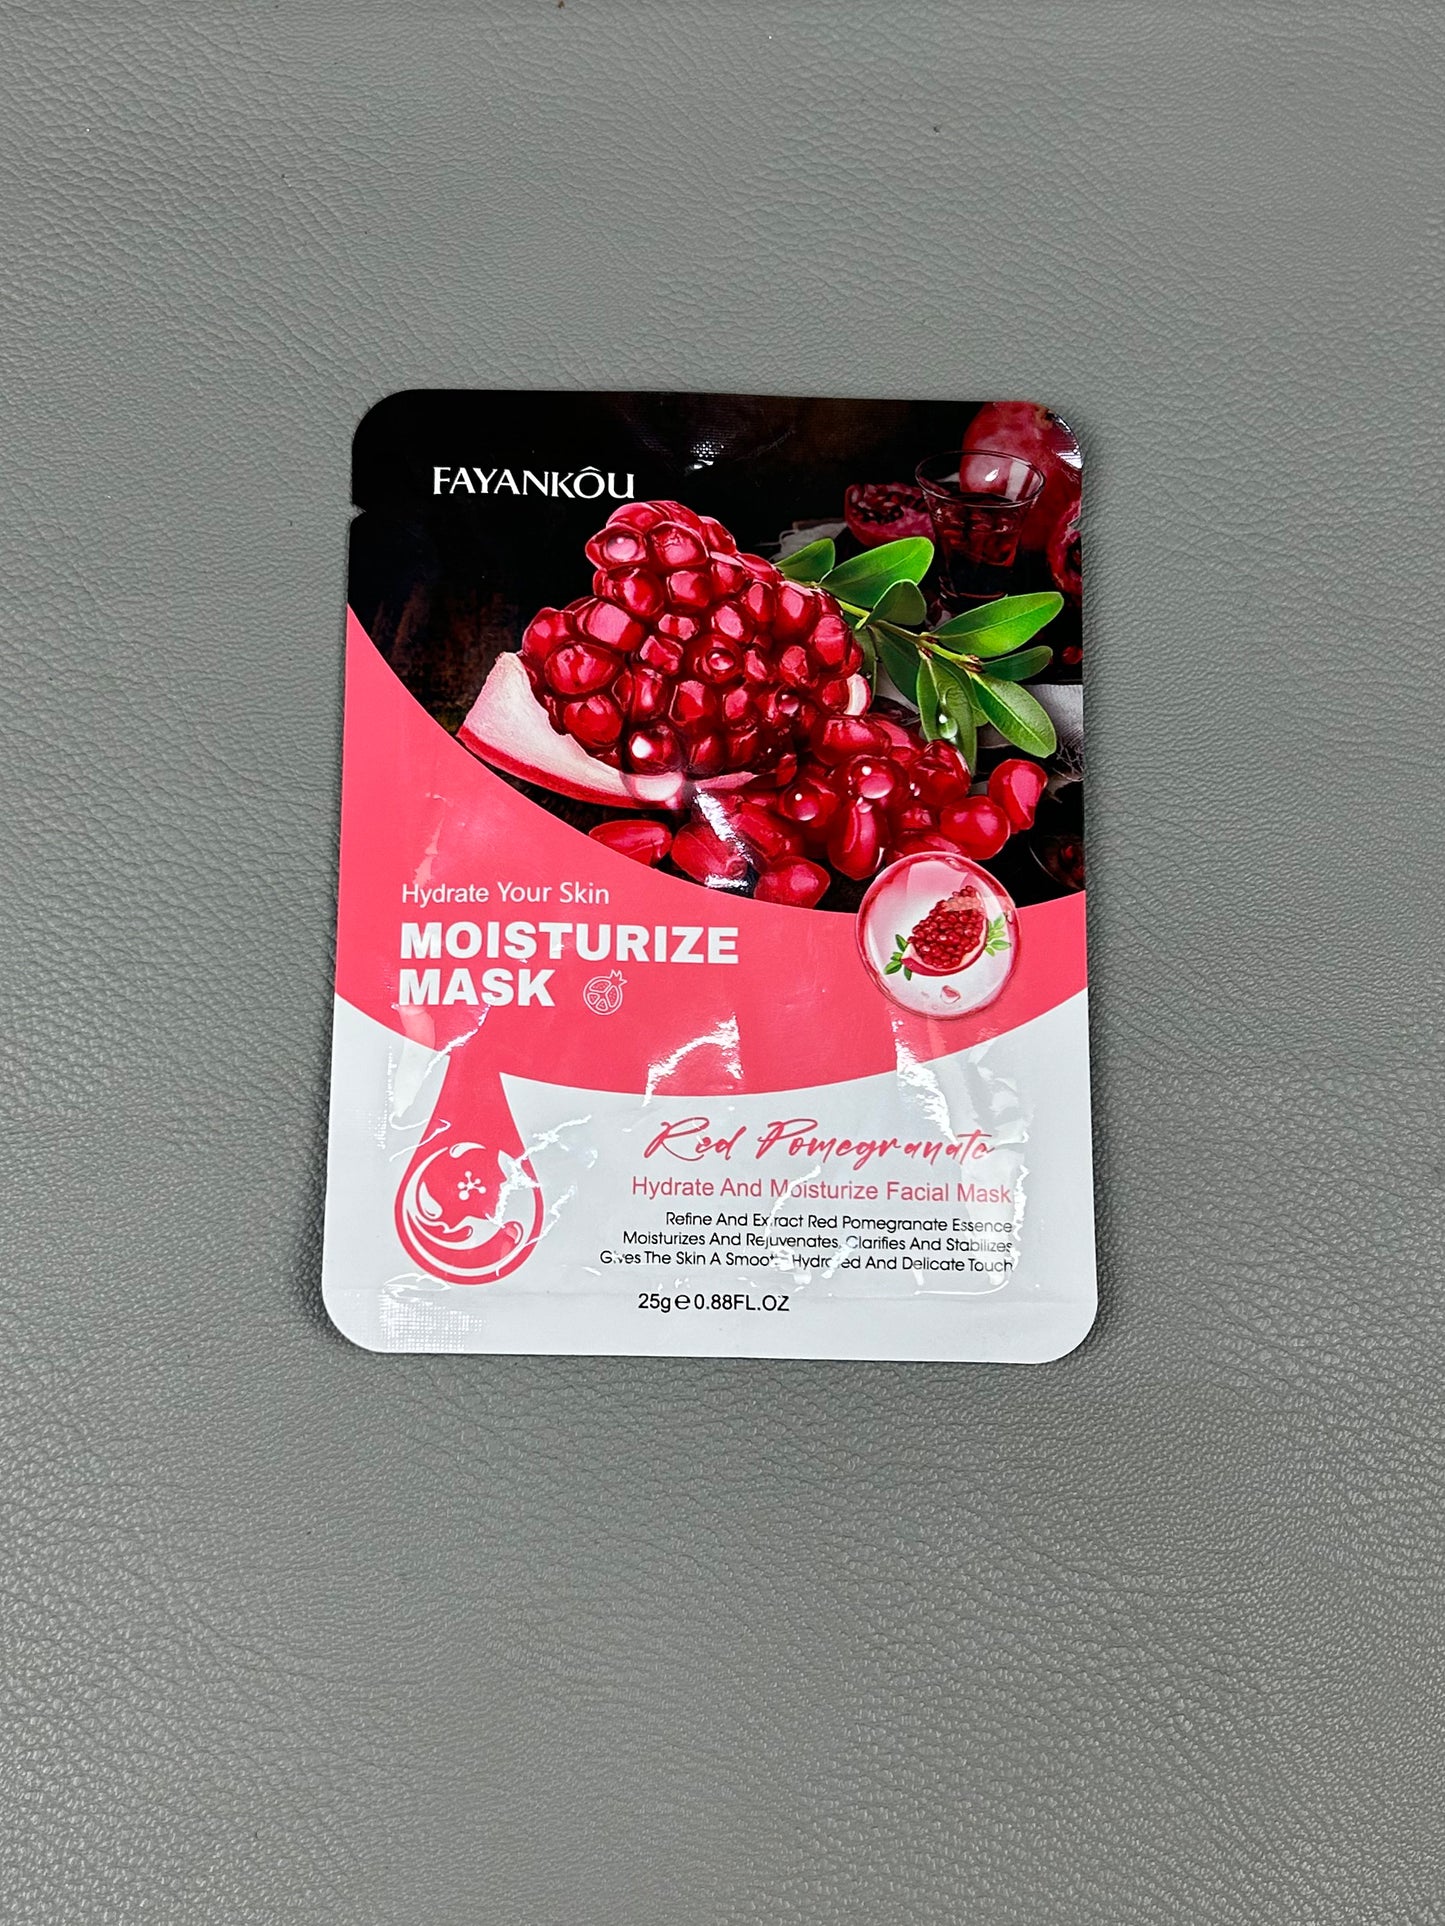 FAYANKÔU
Hydrate Your Skin
MOISTURIZE
MASK
Red Pomegranate
Hydrate And Moisturize Facial Mask
Refine And Extract Red Pomegranate Essence
Moisturizes And Rejuvenates, Clarifies And Stabilizes
Gives The Skin A Smooth Hydrated And Delicate Touch
25g e 0.88FL.OZ